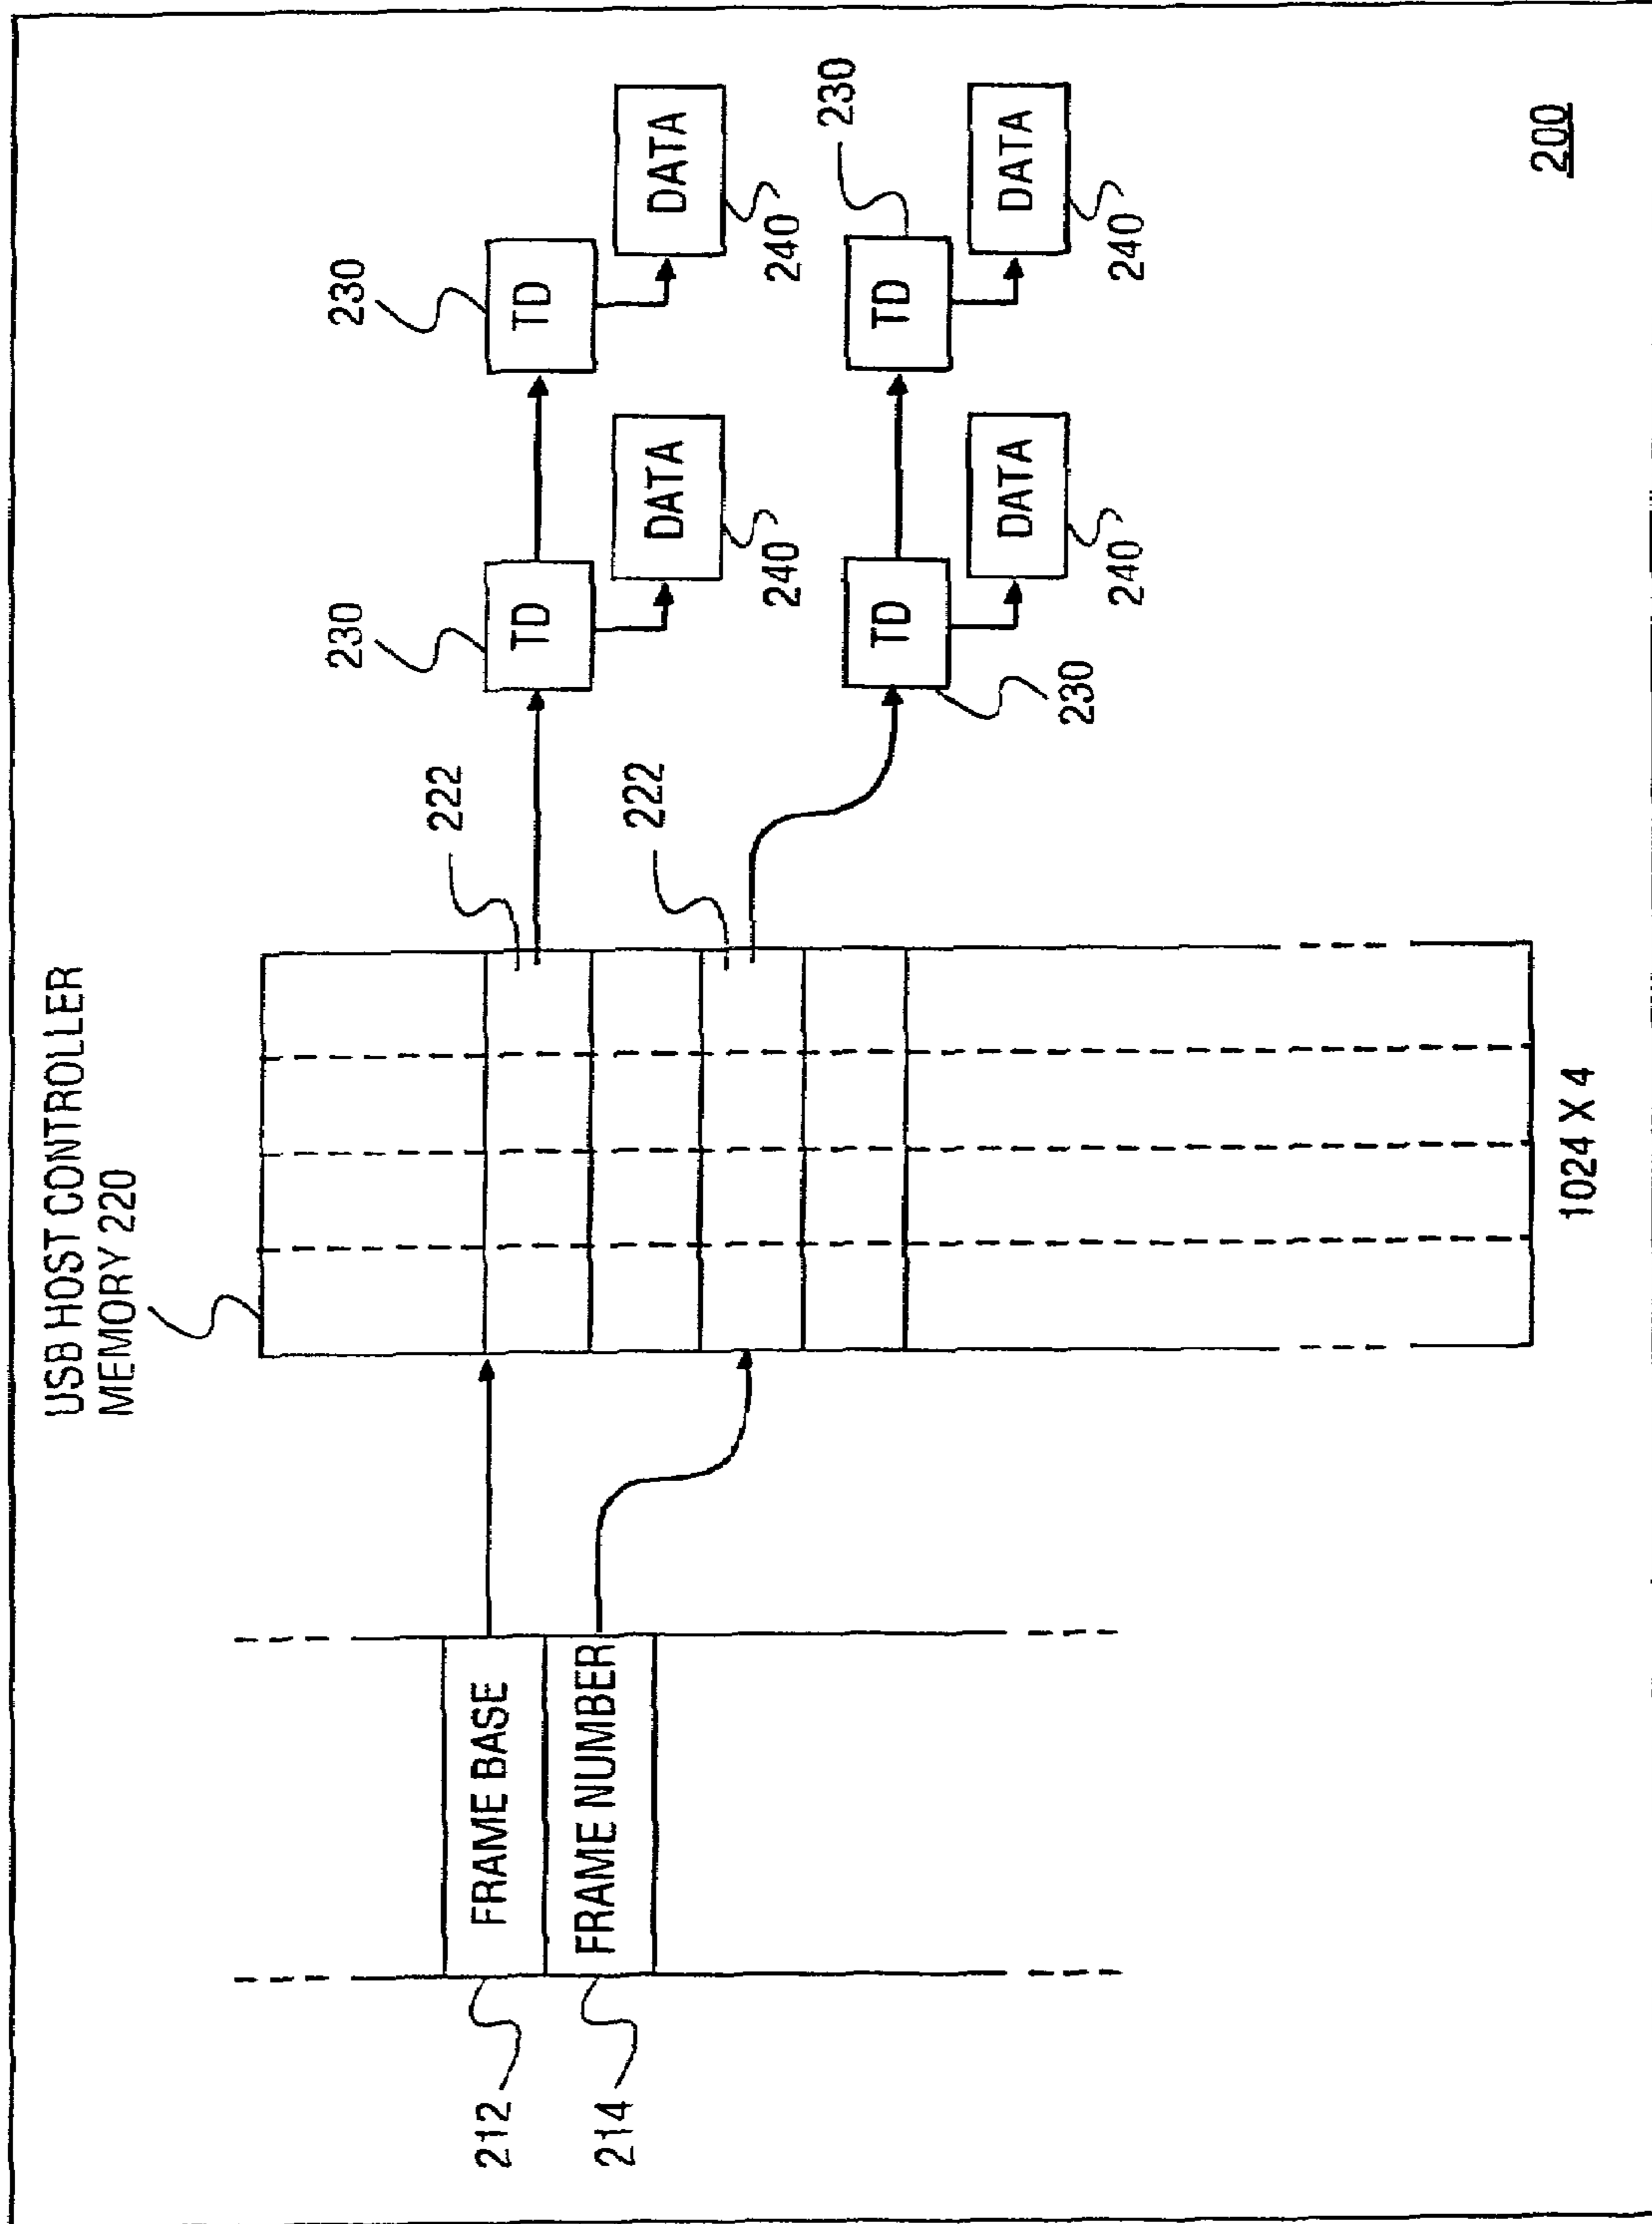 USB HOST CONTROLLER
MEMORY 220
230
230
222
TD
TD
212
FRAME BASE
DATA
DATA
214
FRAME NUMBER
222
240
240
230
TD
TD
DATA
DATA
230
240
240
1024 X 4
200